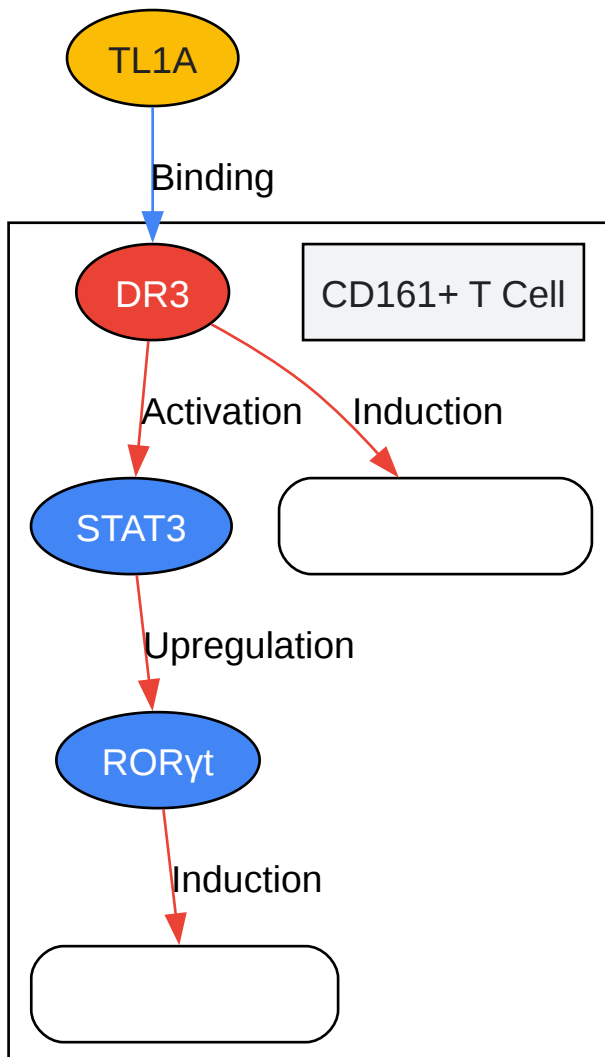 TL1A
Binding
DR3
CD161+ T Cell
Activation
Induction
STAT3
Upregulation
RORγt
Induction